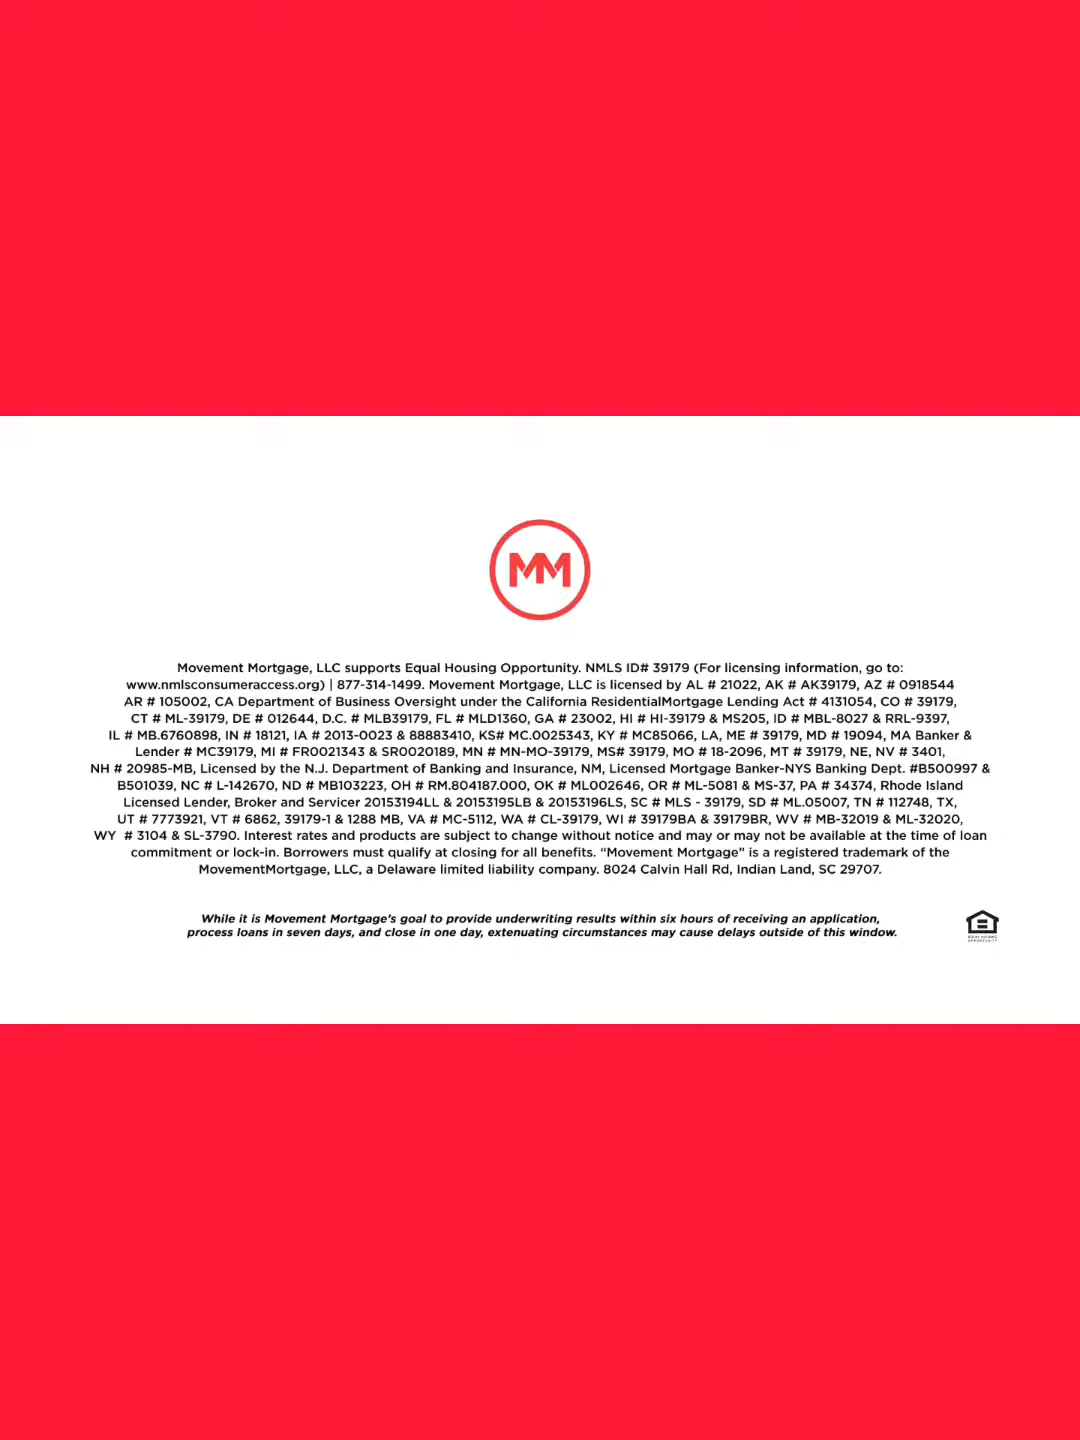 MM
Movement Mortgage, LLC supports Equal Housing Opportunity. NMLS ID# 39179 (For licensing information, go to:
www.nmlsconsumeraccess.org) | 877-314-1499. Movement Mortgage, LLC is licensed by AL # 21022, AK # AK39179, AZ # 0918544
AR # 105002, CA Department of Business Oversight under the California ResidentialMortgage Lending Act # 4131054, CO # 39179,
CT # ML-39179, DE # 012644, D.C. # MLB39179, FL # MLD1360, GA # 23002, HI # HI-39179 & MS205, ID # MBL-8027 & RRL-9397,
IL # MB.6760898, IN # 18121, IA # 2013-0023 & 88883410, KS# MC.0025343, KY # MC85066, LA, ME # 39179, MD # 19094, MA Banker &
Lender # MC39179, MI # FR0021343 & SR0020189, MN # MN-MO-39179, MS# 39179, MO # 18-2096, MT # 39179, NE, NV # 3401,
NH # 20985-MB, Licensed by the N.J. Department of Banking and Insurance, NM, Licensed Mortgage Banker-NYS Banking Dept. #B500997 &
B501039, NC # L-142670, ND # MB103223, OH # RM.804187.000, OK # ML002646, OR # ML-5081 & MS-37, PA # 34374, Rhode Island
Licensed Lender, Broker and Servicer 20153194LL & 20153195LB & 20153196LS, SC # MLS - 39179, SD # ML.05007, TN # 112748, TX,
UT # 7773921, VT # 6862, 39179-1 & 1288 MB, VA # MC-5112, WA # CL-39179, WI # 39179BA & 39179BR, WV # MB-32019 & ML-32020,
WY # 3104 & SL-3790. Interest rates and products are subject to change without notice and may or may not be available at the time of loan
commitment or lock-in. Borrowers must qualify at closing for all benefits. “Movement Mortgage” is a registered trademark of the
MovementMortgage, LLC, a Delaware limited liability company. 8024 Calvin Hall Rd, Indian Land, SC 29707.
While it is Movement Mortgage’s goal to provide underwriting results within six hours of receiving an application,
process loans in seven days, and close in one day, extenuating circumstances may cause delays outside of this window.
EQUAL HOUSING
OPPORTUNITY